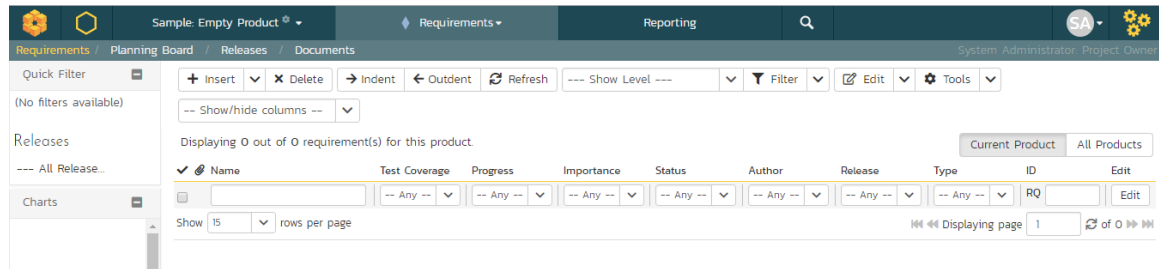 Sample: Empty Product Requirements Reporting SA
Requirements / Planning Board / Releases / Documents System Administrator: Project Owner
Quick Filter
(No filters available)
Releases
--- All Release...
Charts
Insert Delete Indent Outdent Refresh --- Show Level --- Filter Edit Tools
-- Show/hide columns --
Displaying 0 out of 0 requirement(s) for this product.
Current Product All Products
Name Test Coverage Progress Importance Status Author Release Type ID Edit
-- Any -- -- Any -- -- Any -- -- Any -- -- Any -- -- Any -- -- Any -- RQ Edit
Show 15 rows per page Displaying page 1 of 0